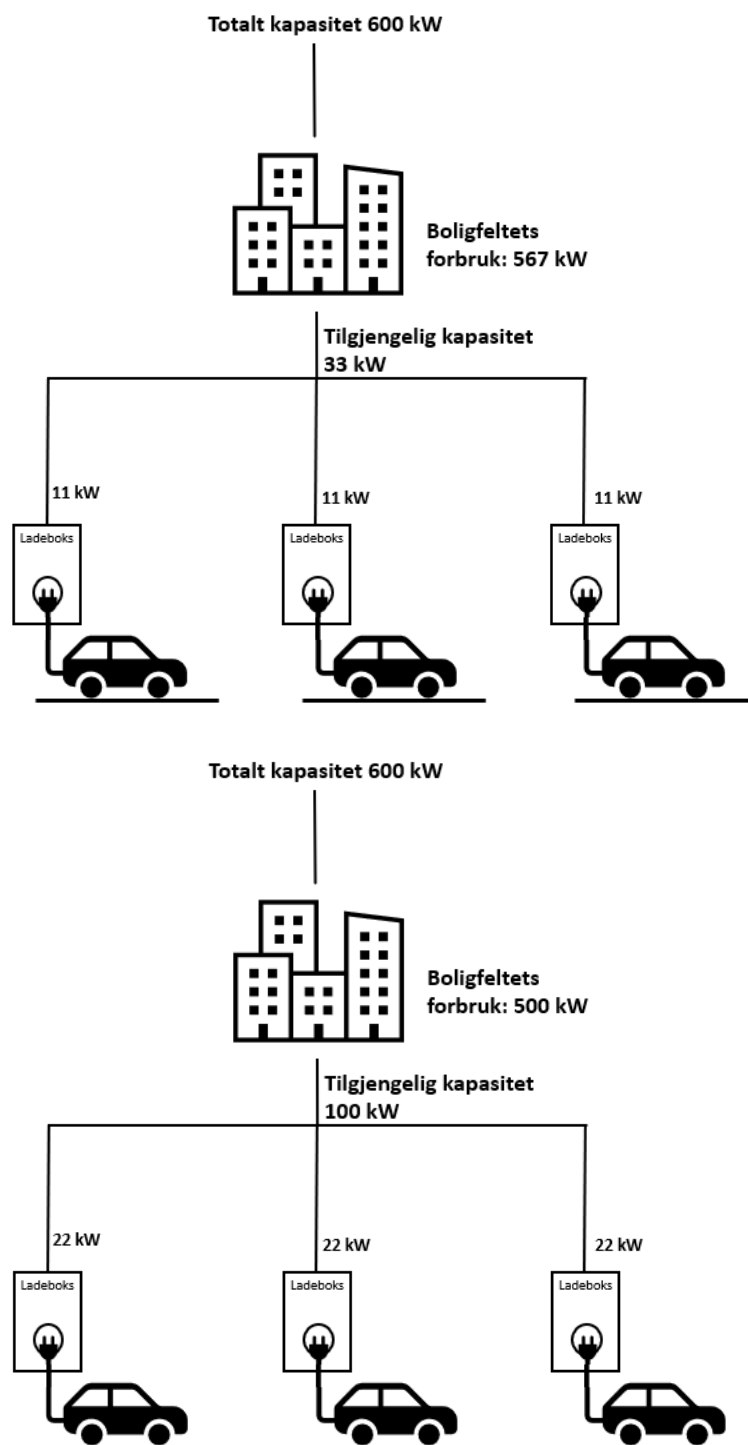 Totalt kapasitet 600 kW
Boligfeltets
forbruk: 567 kW
Tilgjengelig kapasitet
33 kW
11 kW
11 kW
11 kW
Ladeboks
Ladeboks
Ladeboks
Totalt kapasitet 600 kW
Boligfeltets
forbruk: 500 kW
Tilgjengelig kapasitet
100 kW
22 kW
22 kW
22 kW
Ladeboks
Ladeboks
Ladeboks